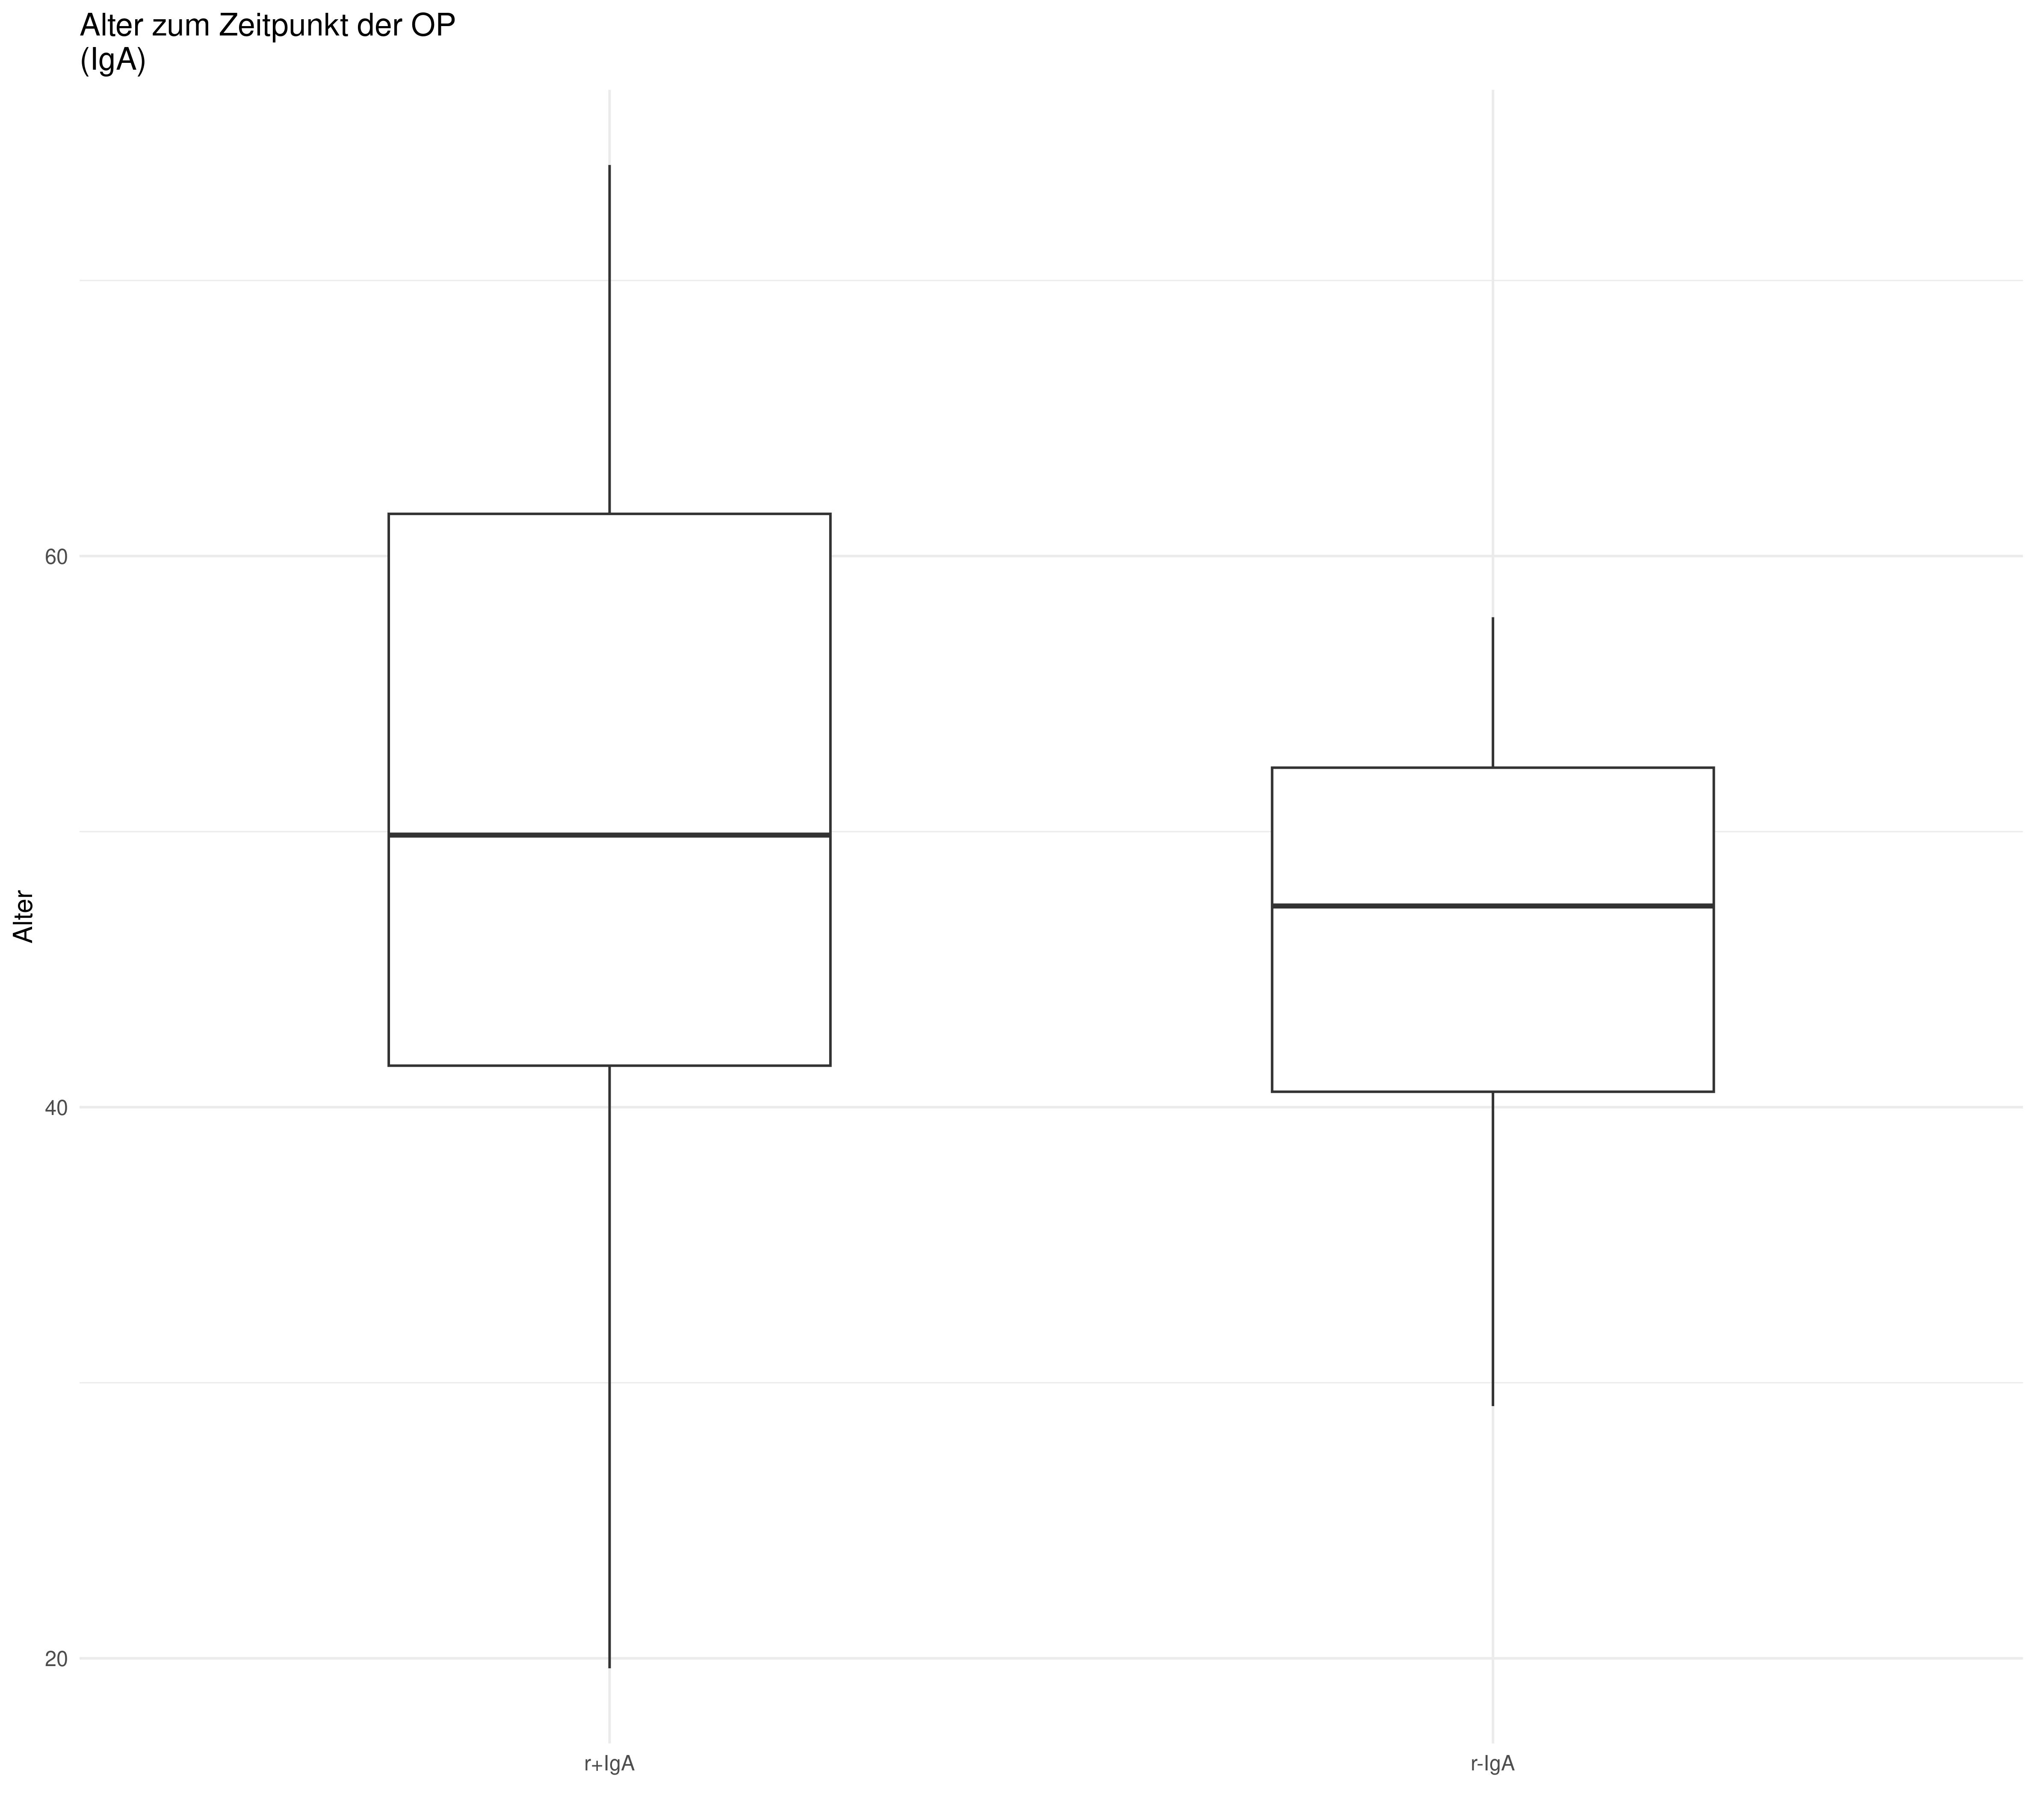 Alter zum Zeitpunkt der OP
(IgA)
Alter
60
40
20
r+IgA
r-IgA